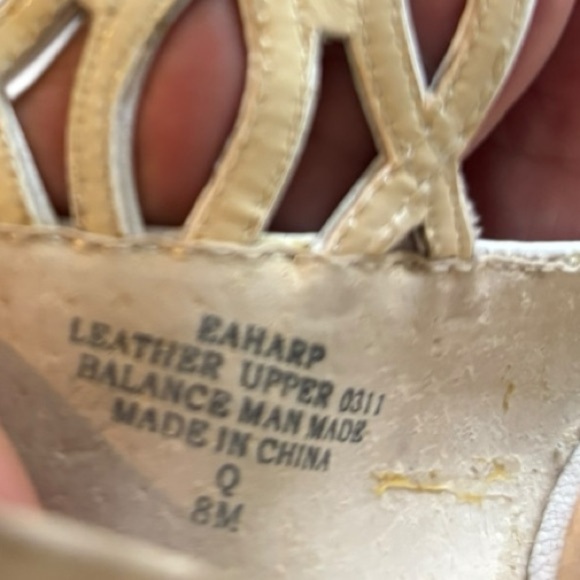 EAHARP
LEATHER UPPER 0311
BALANCE MAN MADE
MADE IN CHINA
Q
8M